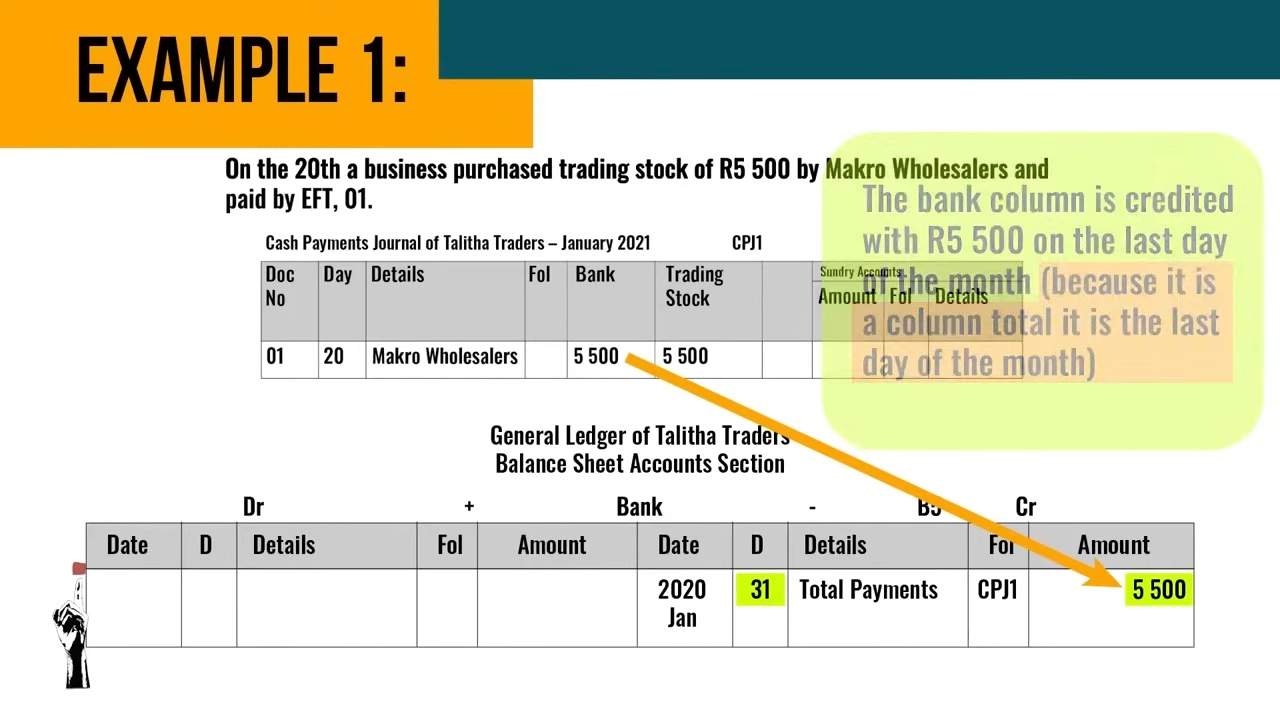 EXAMPLE 1:
On the 20th a business purchased trading stock of R5 500 by Makro Wholesalers and
paid by EFT, 01.
The bank column is credited
with R5 500 on the last day
of the month (because it is
a column total it is the last
day of the month)
Cash Payments Journal of Talitha Traders – January 2021 CPJ1
Doc No Day Details Fol Bank Trading Stock Sundry Accounts
Amount Fol Details
01 20 Makro Wholesalers 5 500 5 500
General Ledger of Talitha Traders
Balance Sheet Accounts Section
Dr + Bank - B5 Cr
Date D Details Fol Amount Date D Details Fol Amount
2020 31 Total Payments CPJ1 5 500
Jan